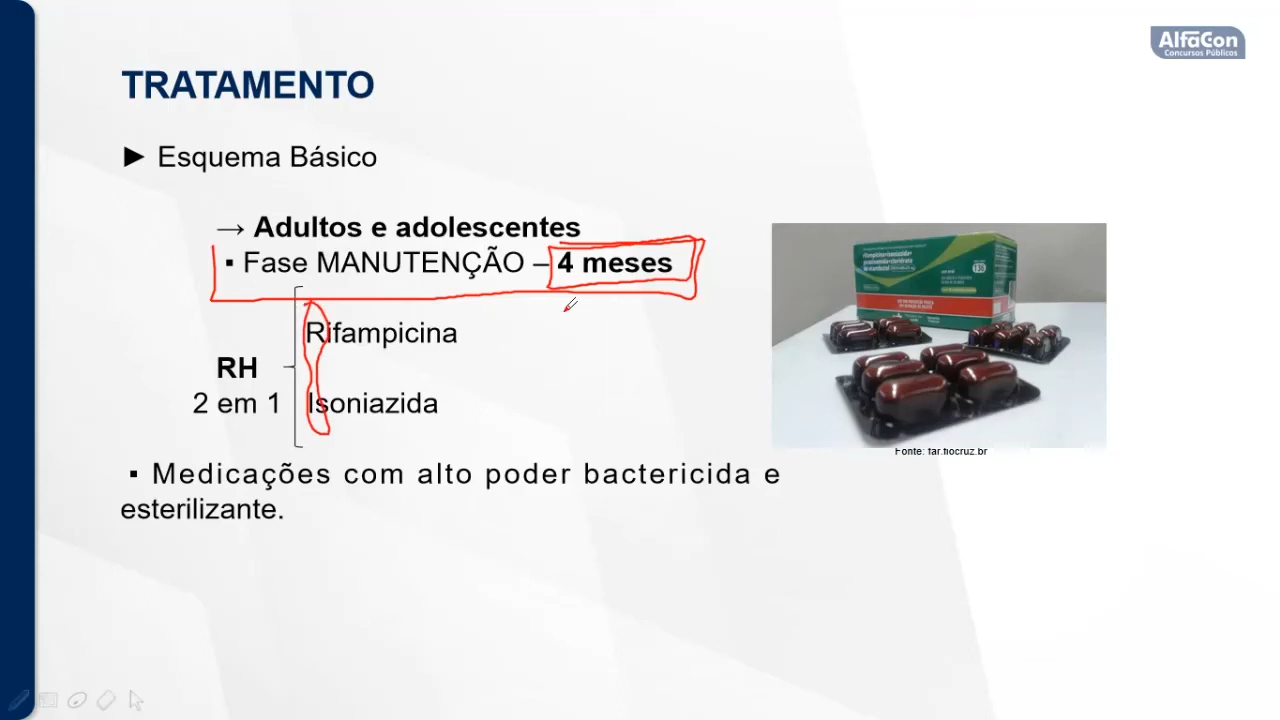 AlfaCon
Concursos Públicos
TRATAMENTO
► Esquema Básico
→ Adultos e adolescentes
▪ Fase MANUTENÇÃO – 4 meses
Rifampicina
RH
2 em 1
Isoniazida
Fonte: far.fiocruz.br
▪ Medicações com alto poder bactericida e
esterilizante.